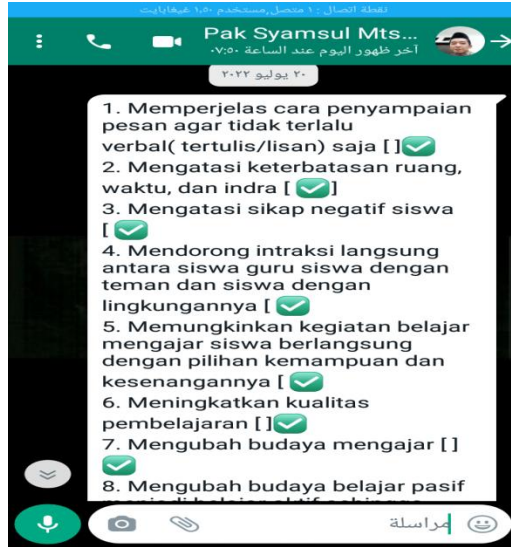 نقطة اتصال : ١ متصل,مستخدم ١,٥٠ غيغابايت
Pak Syamsul Mts...
آخر ظهور اليوم عند الساعة ٠٧:٥٠
٢٠ يوليو ٢٠٢٢
1. Memperjelas cara penyampaian
pesan agar tidak terlalu
verbal( tertulis/lisan) saja [ ]✅
2. Mengatasi keterbatasan ruang,
waktu, dan indra [ ✅]
3. Mengatasi sikap negatif siswa
[ ✅
4. Mendorong intraksi langsung
antara siswa guru siswa dengan
teman dan siswa dengan
lingkungannya [ ✅
5. Memungkinkan kegiatan belajar
mengajar siswa berlangsung
dengan pilihan kemampuan dan
kesenangannya [ ✅
6. Meningkatkan kualitas
pembelajaran [ ]✅
7. Mengubah budaya mengajar [ ]
✅
8. Mengubah budaya belajar pasif
menjadi belajar aktif sehingga
مراسلة